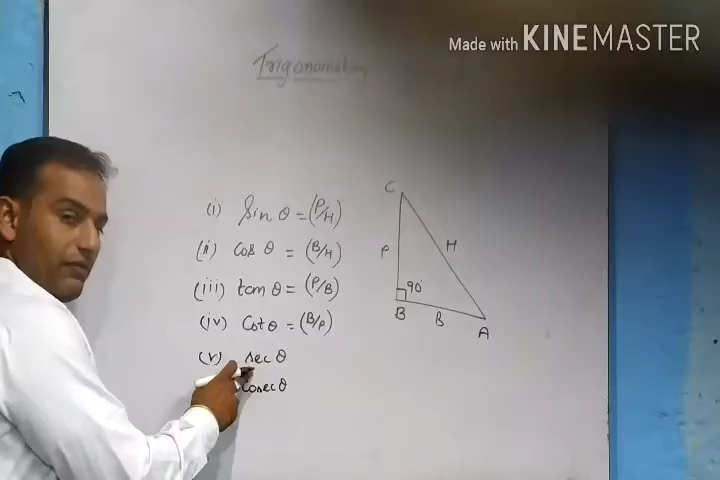 Made with KINEMASTER
Trigonometry
(i) Sin θ = (P/H)
(ii) Cos θ = (B/H)
(iii) tan θ = (P/B)
(iv) Cot θ = (B/P)
(v) sec θ
cosec θ
C
P
H
90°
B
B
A